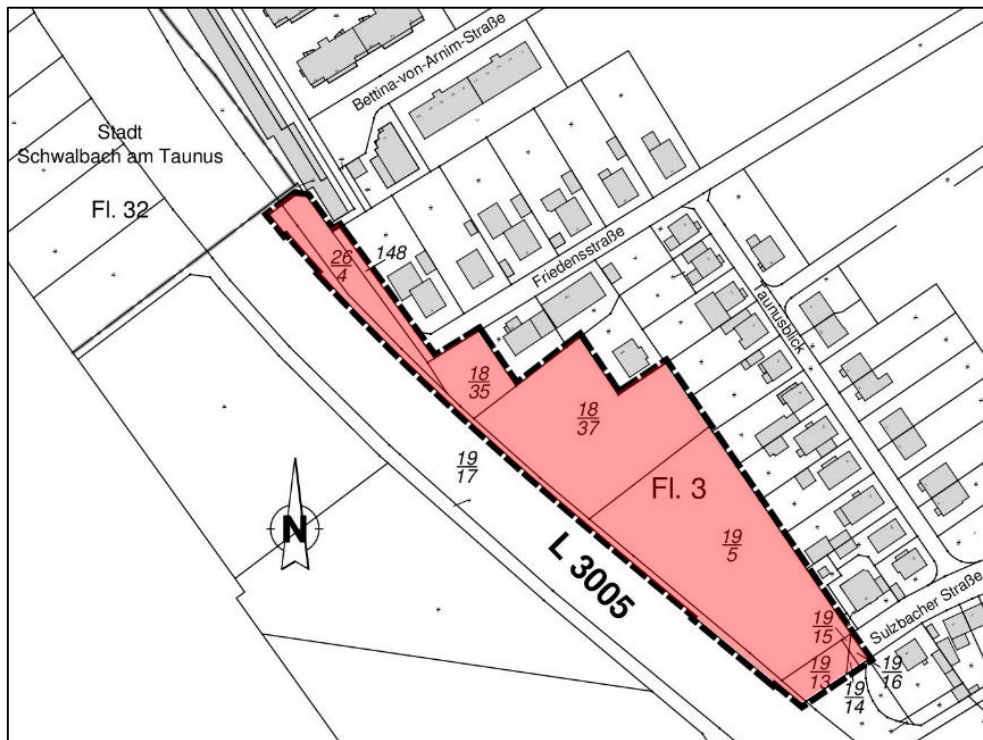 Bettina-von-Arnim-Straße
Stadt
Schwalbach am Taunus
Fl. 32
26
4
148
Friedensstraße
Taunusblick
18
35
18
37
19
17
Fl. 3
N
19
5
L 3005
Sulzbacher Straße
19
15
19
13
19
16
19
14